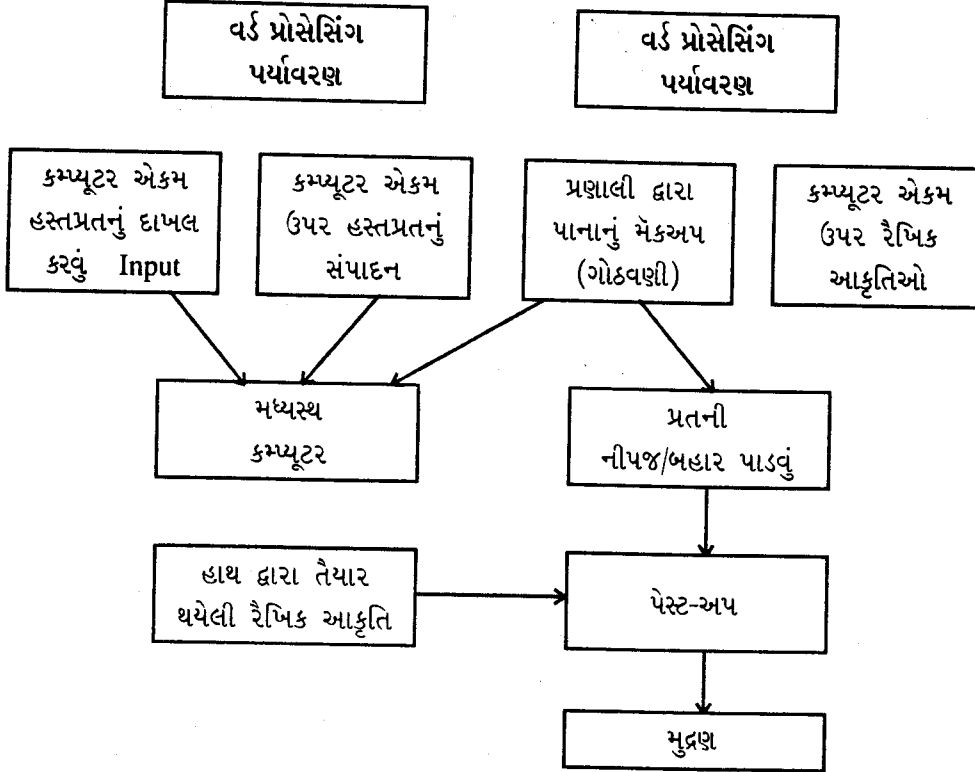 વર્ડ પ્રોસેસિંગ
પર્યાવરણ
વર્ડ પ્રોસેસિંગ
પર્યાવરણ
કમ્પ્યૂટર એકમ
હસ્તપ્રતનું દાખલ
કરવું Input
કમ્પ્યૂટર એકમ
ઉપર હસ્તપ્રતનું
સંપાદન
પ્રણાલી દ્વારા
પાનાનું મૅકઅપ
(ગોઠવણી)
કમ્પ્યૂટર એકમ
ઉપર રૈખિક
આકૃતિઓ
મધ્યસ્થ
કમ્પ્યૂટર
પ્રતની
નીપજ/બહાર પાડવું
હાથ દ્વારા તૈયાર
થયેલી રૈખિક આકૃતિ
પેસ્ટ-અપ
મુદ્રણ